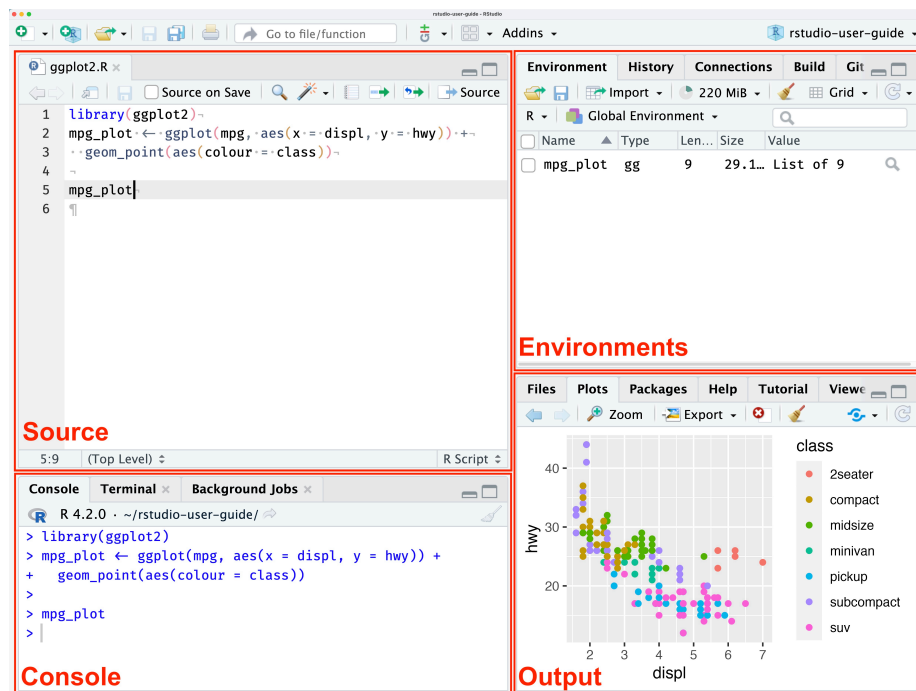 rstudio-user-guide - RStudio
Go to file/function
Addins
rstudio-user-guide
ggplot2.R
Source on Save
Source
1 library(ggplot2)
2 mpg_plot ← ggplot(mpg, aes(x = displ, y = hwy)) +
3 geom_point(aes(colour = class))
4
5 mpg_plot
6 ¶
Source
5:9 (Top Level) R Script
Environment History Connections Build Git
Import 220 MiB Grid
R Global Environment
Name Type Len... Size Value
mpg_plot gg 9 29.1… List of 9
Environments
Console Terminal Background Jobs
R 4.2.0 · ~/rstudio-user-guide/
> library(ggplot2)
> mpg_plot ← ggplot(mpg, aes(x = displ, y = hwy)) +
+ geom_point(aes(colour = class))
>
> mpg_plot
>
Console
Files Plots Packages Help Tutorial Viewe
Zoom Export
class
40
30
20
hwy
2 3 4 5 6 7
displ
2seater
compact
midsize
minivan
pickup
subcompact
suv
Output